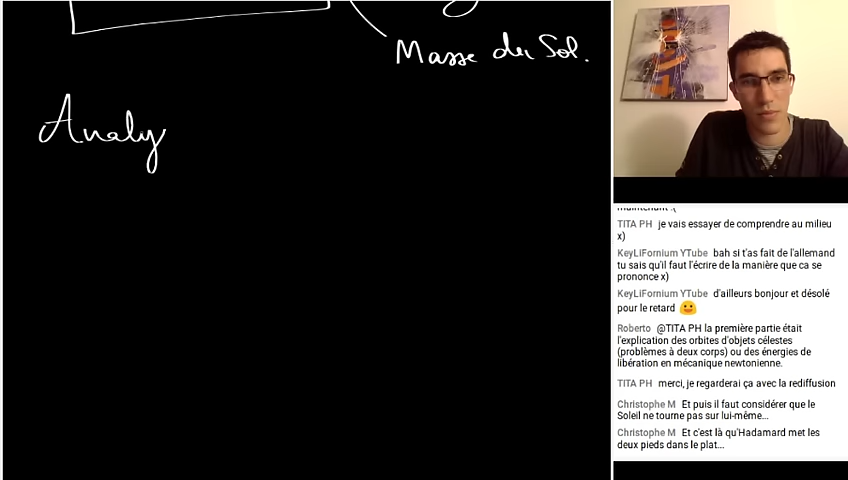 Masse du Sol.
Analy
TITA PH je vais essayer de comprendre au milieu
x)
KeyLiFornium YTube bah si t'as fait de l'allemand
tu sais qu'il faut l'écrire de la manière que ca se
prononce x)
KeyLiFornium YTube d'ailleurs bonjour et désolé
pour le retard 😃
Roberto @TITA PH la première partie était
l'explication des orbites d'objets célestes
(problèmes à deux corps) ou des énergies de
libération en mécanique newtonienne.
TITA PH merci, je regarderai ça avec la rediffusion
Christophe M Et puis il faut considérer que le
Soleil ne tourne pas sur lui-même...
Christophe M Et c'est là qu'Hadamard met les
deux pieds dans le plat...